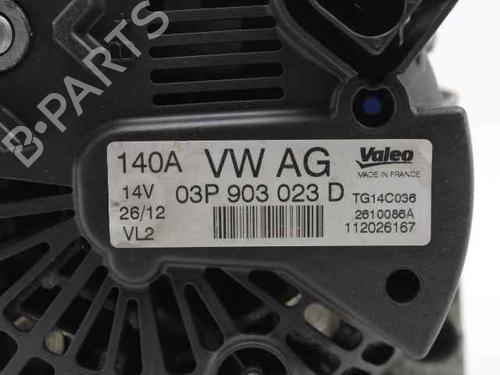 B-PARTS
140A VW AG Valeo
MADE IN FRANCE
14V 03P 903 023 D TG14C036
26/12 2610086A
VL2 112026167